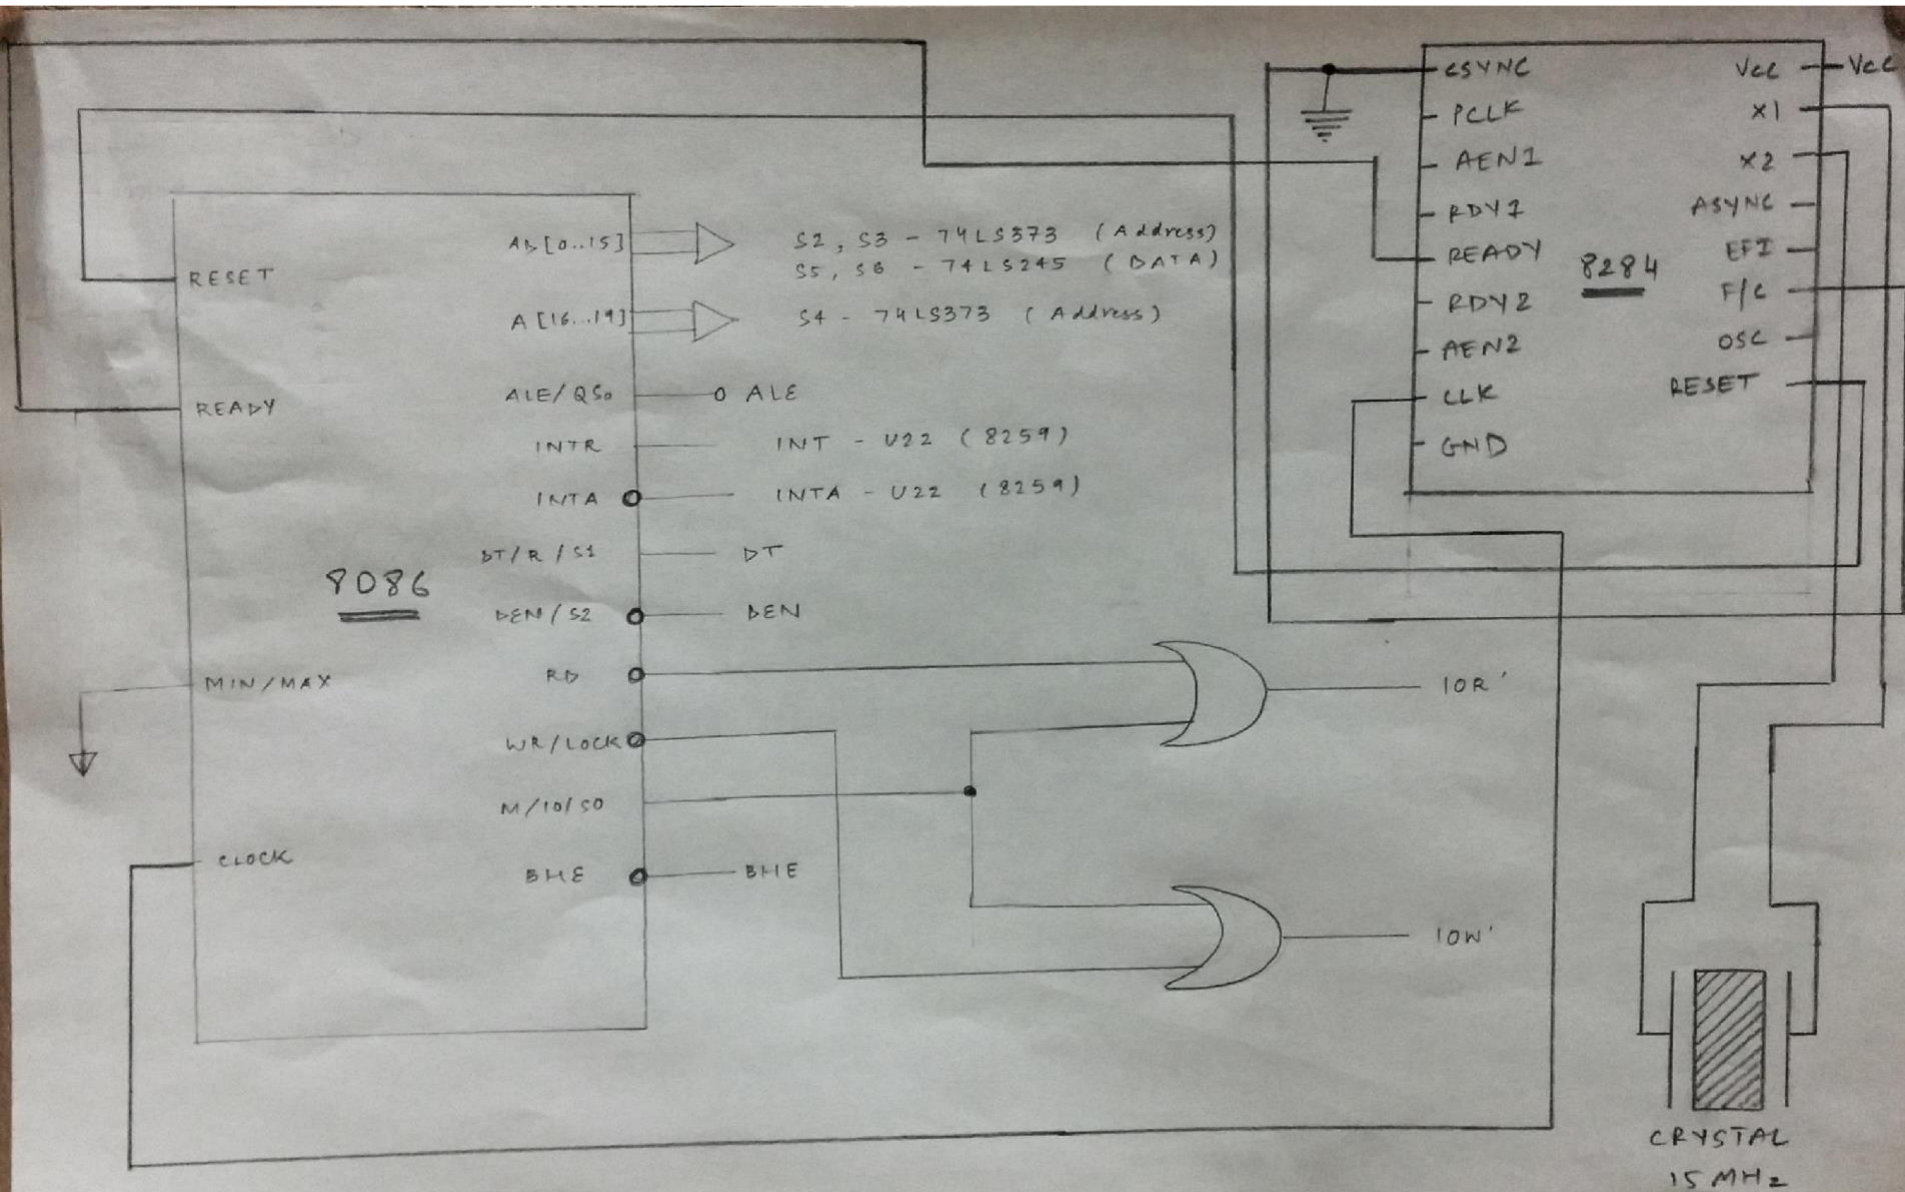 CSYNC
PCLK
AEN1
RDY1
READY
RDY2
AEN2
CLK
GND
8284
VCC
X1
X2
ASYNC
EFI
F/C
OSC
RESET
VCC
RESET
READY
8086
MIN/MAX
CLOCK
AD[0..15]
S2, S3 - 74LS373 (Address)
S5, S6 - 74LS245 (DATA)
A[16..19]
S4 - 74LS373 (Address)
ALE/QS0
ALE
INTR
INT - U22 (8259)
INTA
INTA - U22 (8259)
DT/R/S1
DT
DEN/S2
DEN
RD
IOR'
WR/LOCK
M/IO/S0
BHE
BHE
IOW'
CRYSTAL
15MHz